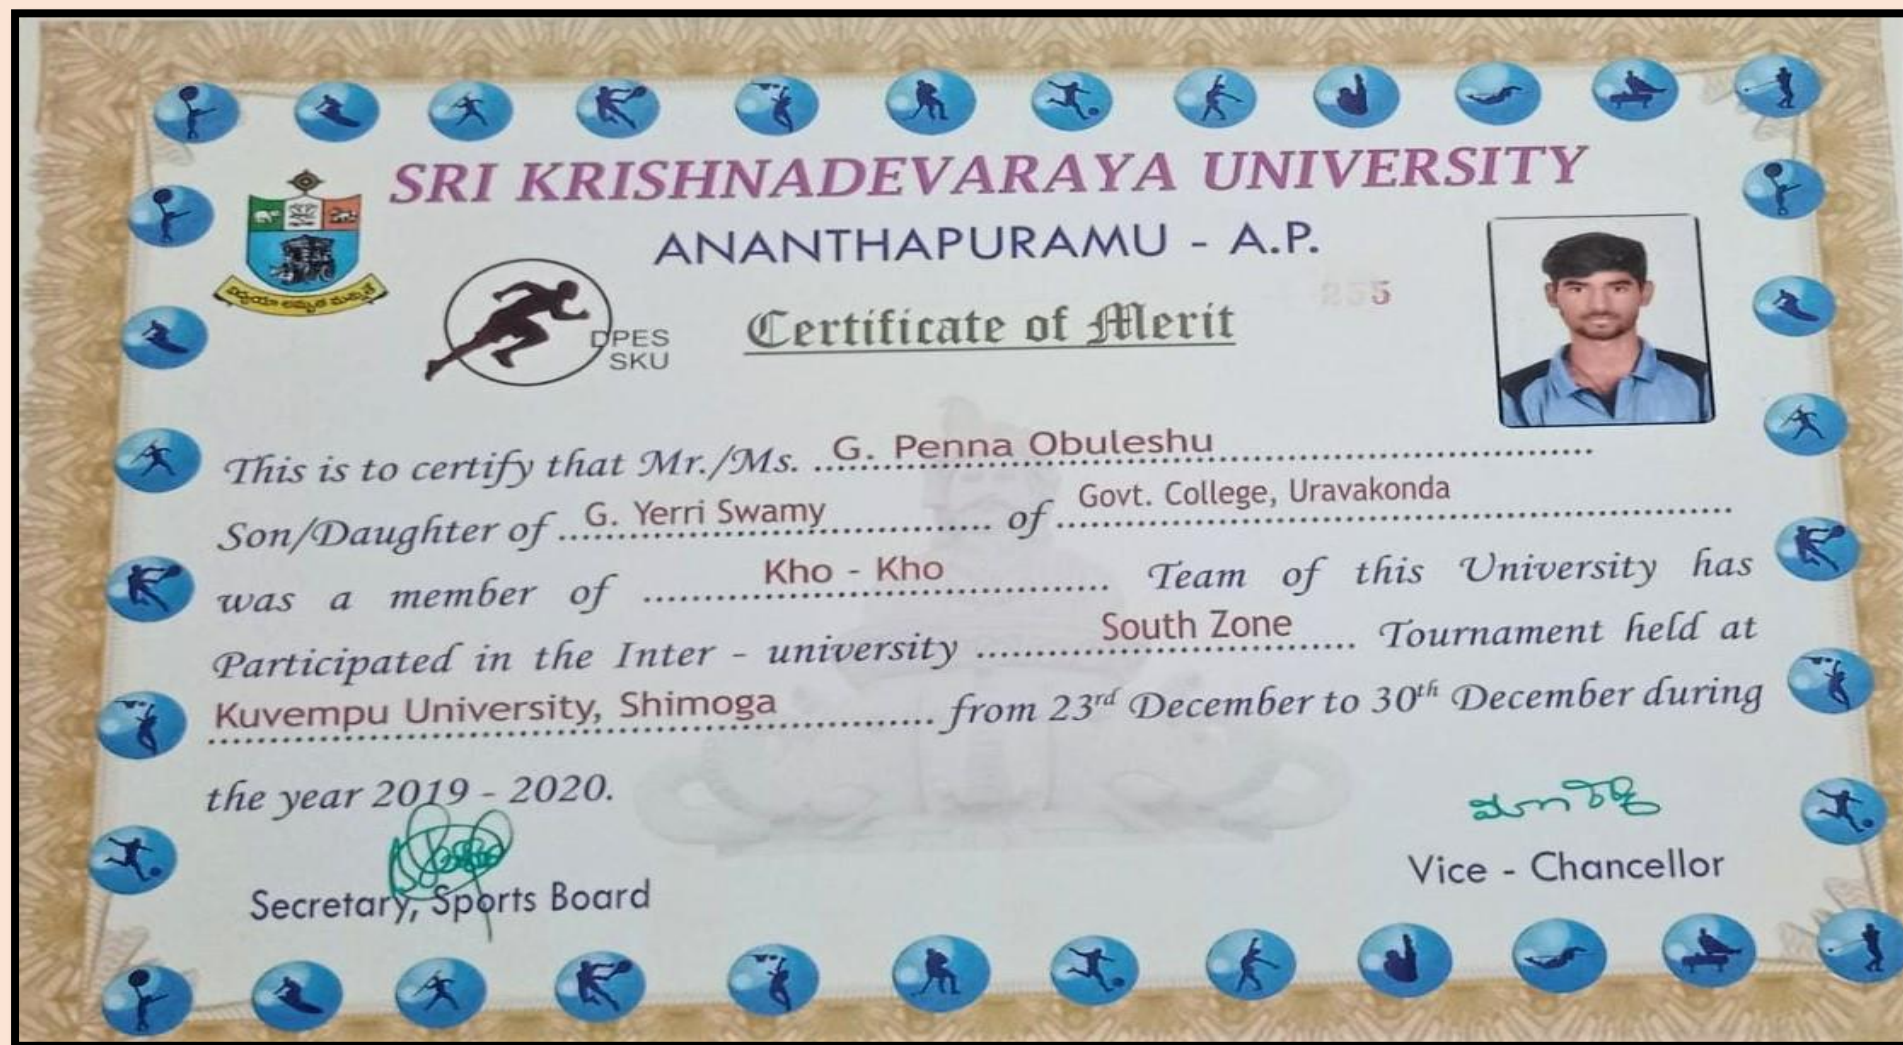 SRI KRISHNADEVARAYA UNIVERSITY
ANANTHAPURAMU - A.P.
255
DPES
SKU
Certificate of Merit
This is to certify that Mr./Ms. G. Penna Obuleshu
Son/Daughter of G. Yerri Swamy of Govt. College, Uravakonda
was a member of Kho - Kho Team of this University has
Participated in the Inter - university South Zone Tournament held at
Kuvempu University, Shimoga from 23rd December to 30th December during
the year 2019 - 2020.
Secretary, Sports Board
Vice - Chancellor